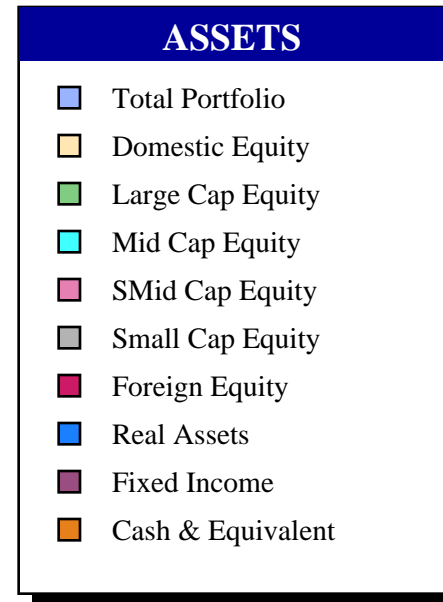 ASSETS
Total Portfolio
Domestic Equity
Large Cap Equity
Mid Cap Equity
SMid Cap Equity
Small Cap Equity
Foreign Equity
Real Assets
Fixed Income
Cash & Equivalent